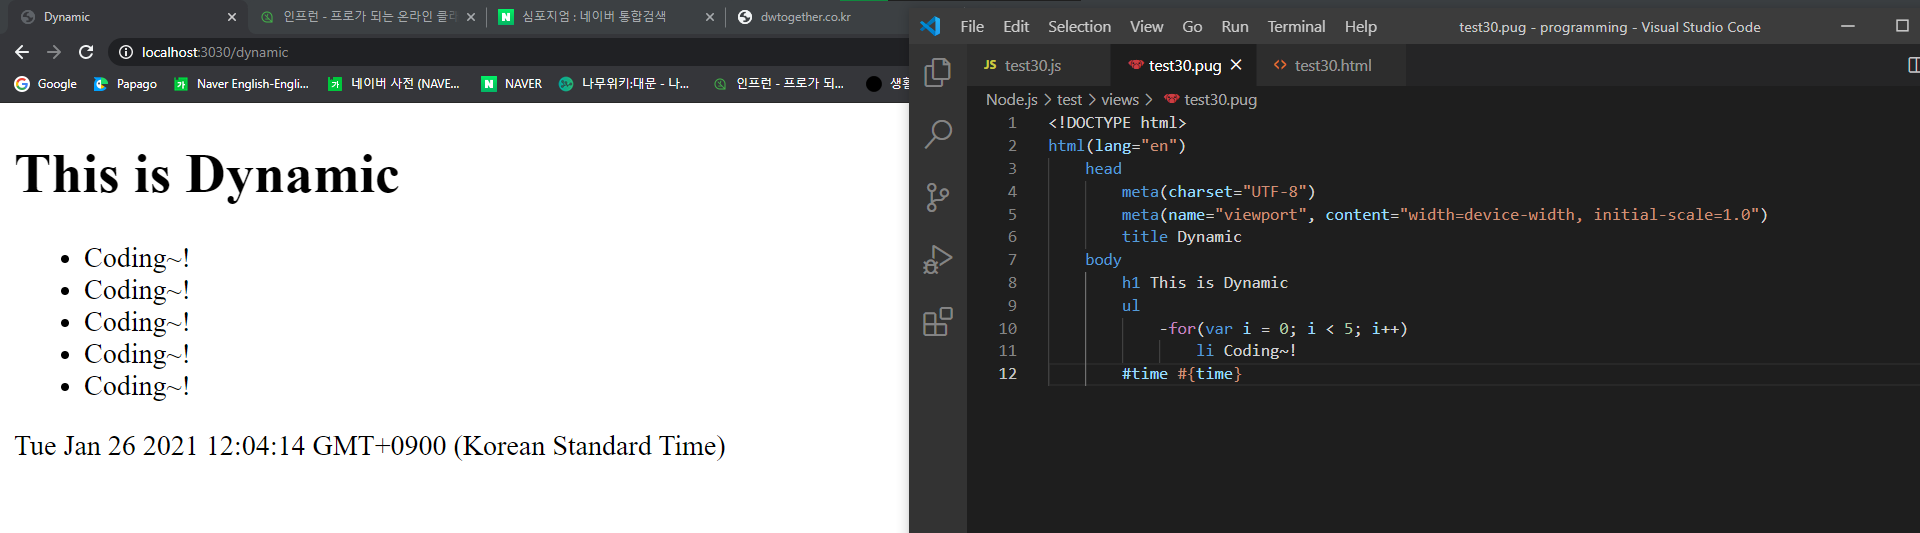 Dynamic
인프런 - 프로가 되는 온라인 클래
심포지엄 : 네이버 통합검색
dwtogether.co.kr
localhost:3030/dynamic
Google
Papago
Naver English-Engli...
네이버 사전 (NAVE...
NAVER
나무위키:대문 - 나...
인프런 - 프로가 되...
생활
This is Dynamic
• Coding~!
• Coding~!
• Coding~!
• Coding~!
• Coding~!
Tue Jan 26 2021 12:04:14 GMT+0900 (Korean Standard Time)
File Edit Selection View Go Run Terminal Help
test30.pug - programming - Visual Studio Code
JS test30.js
test30.pug
<> test30.html
Node.js > test > views > test30.pug
1 <!DOCTYPE html>
2 html(lang="en")
3 head
4 meta(charset="UTF-8")
5 meta(name="viewport", content="width=device-width, initial-scale=1.0")
6 title Dynamic
7 body
8 h1 This is Dynamic
9 ul
10 -for(var i = 0; i < 5; i++)
11 li Coding~!
12 #time #{time}